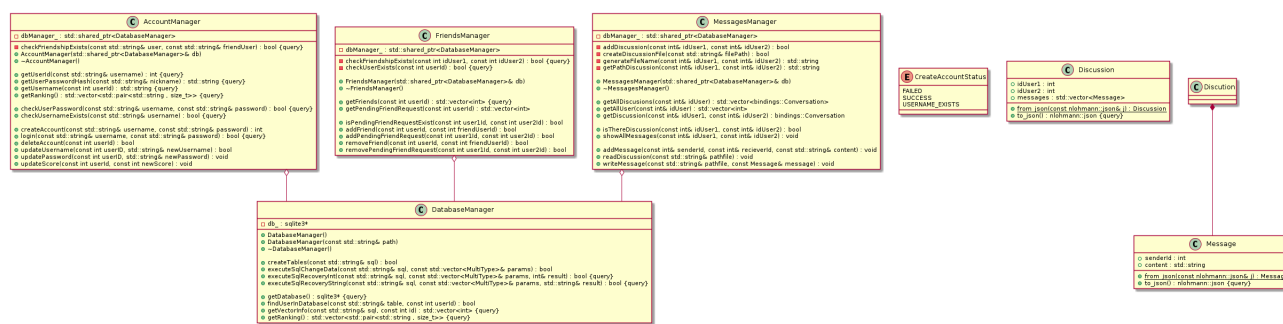 C AccountManager
dbManager_ : std::shared_ptr<DatabaseManager>
checkFriendshipExists(const std::string& user, const std::string& friendUser) : bool {query}
AccountManager(std::shared_ptr<DatabaseManager>& db)
~AccountManager()
getUserId(const std::string& username) : int {query}
getUserPasswordHash(const std::string& nickname) : std::string {query}
getUsername(const int userId) : std::string {query}
getRanking() : std::vector<std::pair<std::string , size_t>> {query}
checkUserPassword(const std::string& username, const std::string& password) : bool {query}
checkUsernameExists(const std::string& username) : bool {query}
createAccount(const std::string& username, const std::string& password) : int
login(const std::string& username, const std::string& password) : bool {query}
deleteAccount(const int userId) : bool
updateUsername(const int userID, std::string& newUsername) : bool
updatePassword(const int userID, std::string& newPassword) : void
updateScore(const int userId, const int newScore) : void
C FriendsManager
dbManager_ : std::shared_ptr<DatabaseManager>
checkFriendshipExists(const int idUser1, const int idUser2) : bool {query}
checkUserExists(const int userId) : bool {query}
FriendsManager(std::shared_ptr<DatabaseManager>& db)
~FriendsManager()
getFriends(const int userId) : std::vector<int> {query}
getPendingFriendRequest(const int userId) : std::vector<int>
isPendingFriendRequestExist(const int user1Id, const int user2Id) : bool
addFriend(const int userId, const int friendUserId) : bool
addPendingFriendRequest(const int user1Id, const int user2Id) : bool
removeFriend(const int userId, const int friendUserId) : bool
removePendingFriendRequest(const int user1Id, const int user2Id) : bool
C MessagesManager
dbManager_ : std::shared_ptr<DatabaseManager>
addDiscussion(const int& idUser1, const int& idUser2) : bool
createDiscussionFile(const std::string& filePath) : bool
generateFileName(const int& idUser1, const int& idUser2) : std::string
getPathDiscussion(const int& idUser1, const int& idUser2) : std::string
MessagesManager(std::shared_ptr<DatabaseManager>& db)
~MessagesManager()
getAllDiscussions(const int& idUser) : std::vector<bindings::Conversation>
getAllUser(const int& idUser) : std::vector<int>
getDiscussion(const int& idUser1, const int& idUser2) : bindings::Conversation
isThereDiscussion(const int& idUser1, const int& idUser2) : bool
showAllMessages(const int& idUser1, const int& idUser2) : void
addMessage(const int& senderId, const int& recieverId, const std::string& content) : void
readDiscussion(const std::string& pathfile) : void
writeMessage(const std::string& pathfile, const Message& message) : void
E CreateAccountStatus
FAILED
SUCCESS
USERNAME_EXISTS
C Discussion
idUser1 : int
idUser2 : int
messages : std::vector<Message>
from_json(const nlohmann::json& j) : Discussion
to_json() : nlohmann::json {query}
C Discution
C DatabaseManager
db_ : sqlite3*
DatabaseManager()
DatabaseManager(const std::string& path)
~DatabaseManager()
createTables(const std::string& sql) : bool
executeSqlChangeData(const std::string& sql, const std::vector<MultiType>& params) : bool
executeSqlRecoveryInt(const std::string& sql, const std::vector<MultiType>& params, int& result) : bool {query}
executeSqlRecoveryString(const std::string& sql, const std::vector<MultiType>& params, std::string& result) : bool {query}
getDatabase() : sqlite3* {query}
findUserInDatabase(const std::string& table, const int userId) : bool
getVectorInfo(const std::string& sql, const int id) : std::vector<int> {query}
getRanking() : std::vector<std::pair<std::string , size_t>> {query}
C Message
senderId : int
content : std::string
from_json(const nlohmann::json& j) : Messag
to_json() : nlohmann::json {query}